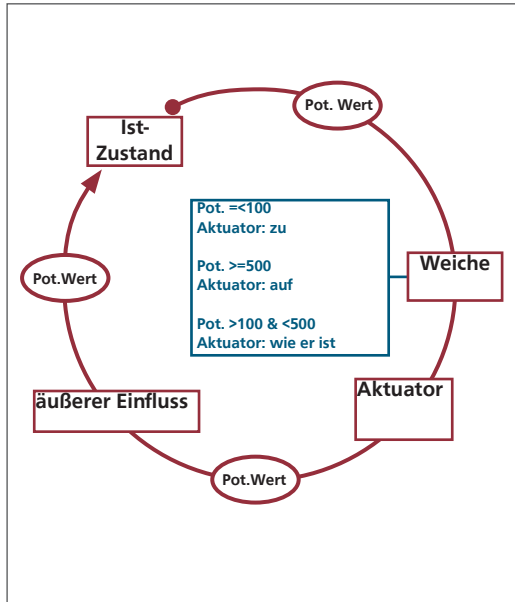 Pot. Wert
Ist-
Zustand
Pot. =<100
Aktuator: zu
Pot. >=500
Aktuator: auf
Pot. >100 & <500
Aktuator: wie er ist
Weiche
Pot.Wert
äußerer Einfluss
Aktuator
Pot.Wert